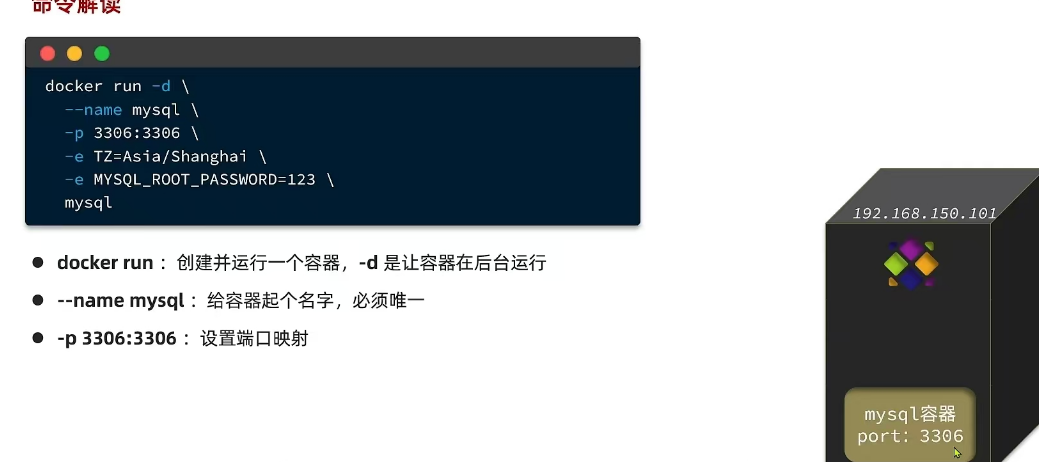 命令解读
docker run -d \
--name mysql \
-p 3306:3306 \
-e TZ=Asia/Shanghai \
-e MYSQL_ROOT_PASSWORD=123 \
mysql
docker run ：创建并运行一个容器，-d 是让容器在后台运行
--name mysql ：给容器起个名字，必须唯一
-p 3306:3306 ：设置端口映射
192.168.150.101
mysql容器
port: 3306